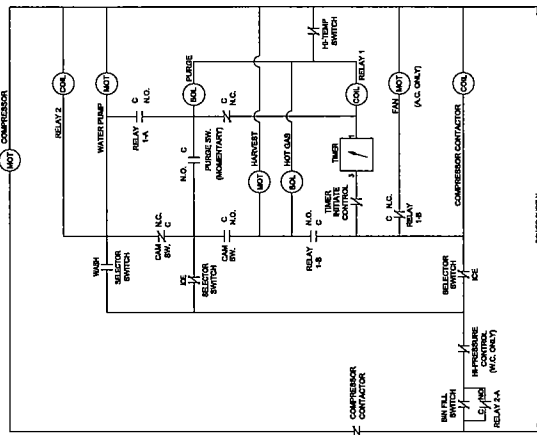 COMPRESSOR
MOT
RELAY 2
COIL
WATER PUMP
MOT
C
N.O.
RELAY
1-A
PURGE
SOL
N.O. C
PURGE SW.
(MOMENTARY)
C
N.C.
HARVEST
MOT
HOT GAS
SOL
HI-TEMP
SWITCH
RELAY 1
COIL
TIMER
1
3
TIMER
INITIATE
CONTROL
FAN
MOT
(A.C. ONLY)
C N.C.
RELAY
1-B
COMPRESSOR CONTACTOR
COIL
WASH
SELECTOR
SWITCH
N.C.
C
CAM
SW.
ICE
SELECTOR
SWITCH
C
N.O.
CAM
SW.
N.O.
C
RELAY
1-B
SELECTOR
SWITCH
ICE
HI-PRESSURE
CONTROL
(W.C. ONLY)
BIN FILL
SWITCH
C
NO
RELAY 2-A
COMPRESSOR
CONTACTOR